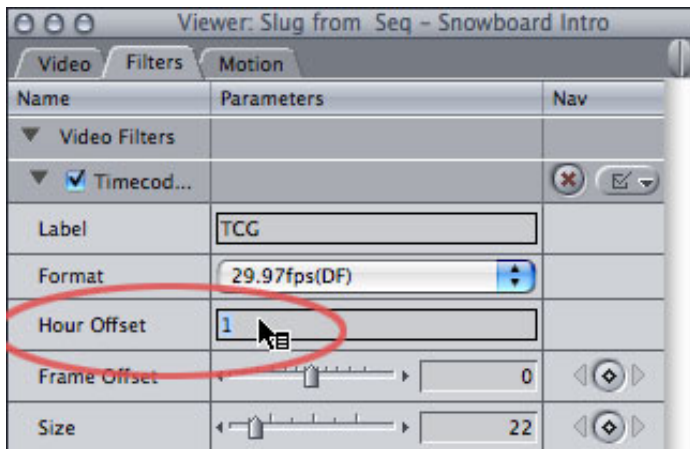 Viewer: Slug from Seq – Snowboard Intro
Video Filters Motion
Name Parameters Nav
Video Filters
Timecod...
Label TCG
Format 29.97fps(DF)
Hour Offset 1
Frame Offset 0
Size 22